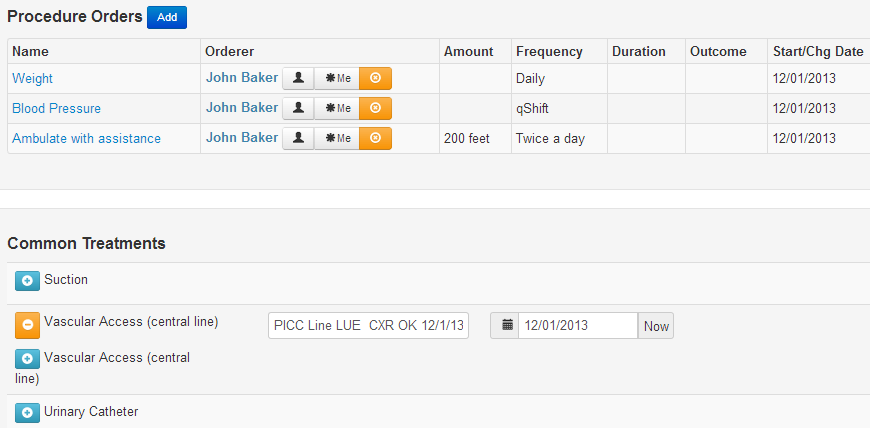 Procedure Orders Add
Name Orderer Amount Frequency Duration Outcome Start/Chg Date
Weight John Baker Me Daily 12/01/2013
Blood Pressure John Baker Me qShift 12/01/2013
Ambulate with assistance John Baker Me 200 feet Twice a day 12/01/2013
Common Treatments
Suction
Vascular Access (central line) PICC Line LUE CXR OK 12/1/13 12/01/2013 Now
Vascular Access (central
line)
Urinary Catheter